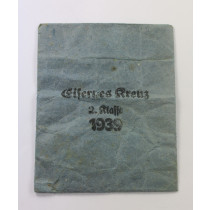 Eisernes Kreuz
2. Klasse
1939